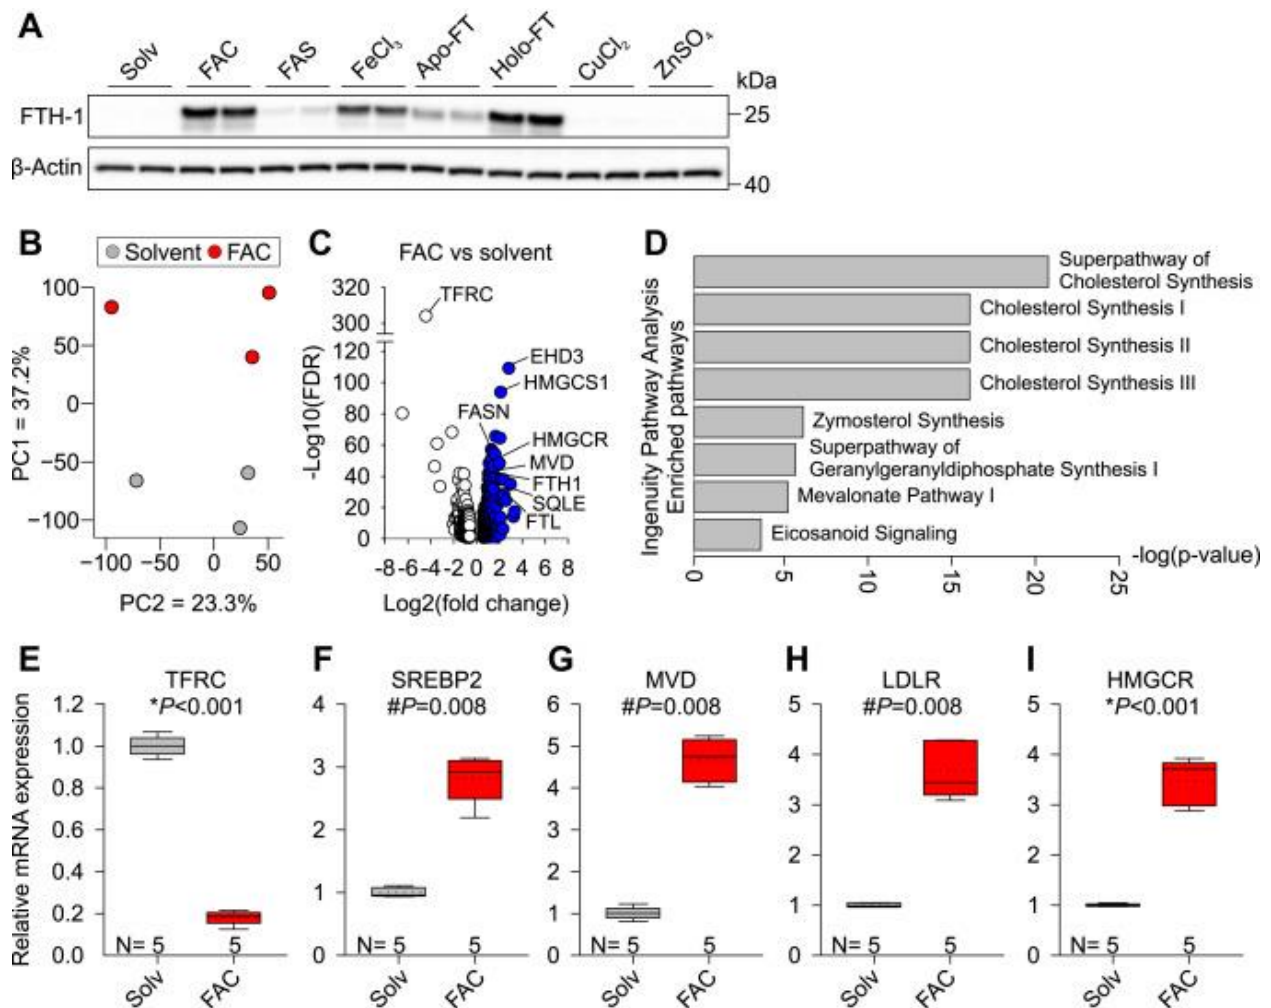 A
Solv FAC FAS FeCl₃ Apo-FT Holo-FT CuCl₂ ZnSO₄
kDa
FTH-1
25
β-Actin
40
B
Solvent FAC
100
50
0
−50
−100
−100 −50 0 50
PC1 = 37.2%
PC2 = 23.3%
C
FAC vs solvent
TFRC
320
300
120
100
80
60
40
20
0
-Log10(FDR)
EHD3
HMGCS1
FASN
HMGCR
MVD
FTH1
SQLE
FTL
-8 -6 -4 -2 0 2 4 6 8
Log2(fold change)
D
Ingenuity Pathway Analysis
Enriched pathways
Superpathway of
Cholesterol Synthesis
Cholesterol Synthesis I
Cholesterol Synthesis II
Cholesterol Synthesis III
Zymosterol Synthesis
Superpathway of
Geranylgeranyldiphosphate Synthesis I
Mevalonate Pathway I
Eicosanoid Signaling
-log(p-value)
0 5 10 15 20 25
E
TFRC
*P<0.001
Relative mRNA expression
1.2
1.0
0.8
0.6
0.4
0.2
0.0
N= 5 5
Solv FAC
F
SREBP2
#P=0.008
4
3
2
1
0
N= 5 5
Solv FAC
G
MVD
#P=0.008
6
5
4
3
2
1
0
N= 5 5
Solv FAC
H
LDLR
#P=0.008
5
4
3
2
1
0
N= 5 5
Solv FAC
I
HMGCR
*P<0.001
5
4
3
2
1
0
N= 5 5
Solv FAC